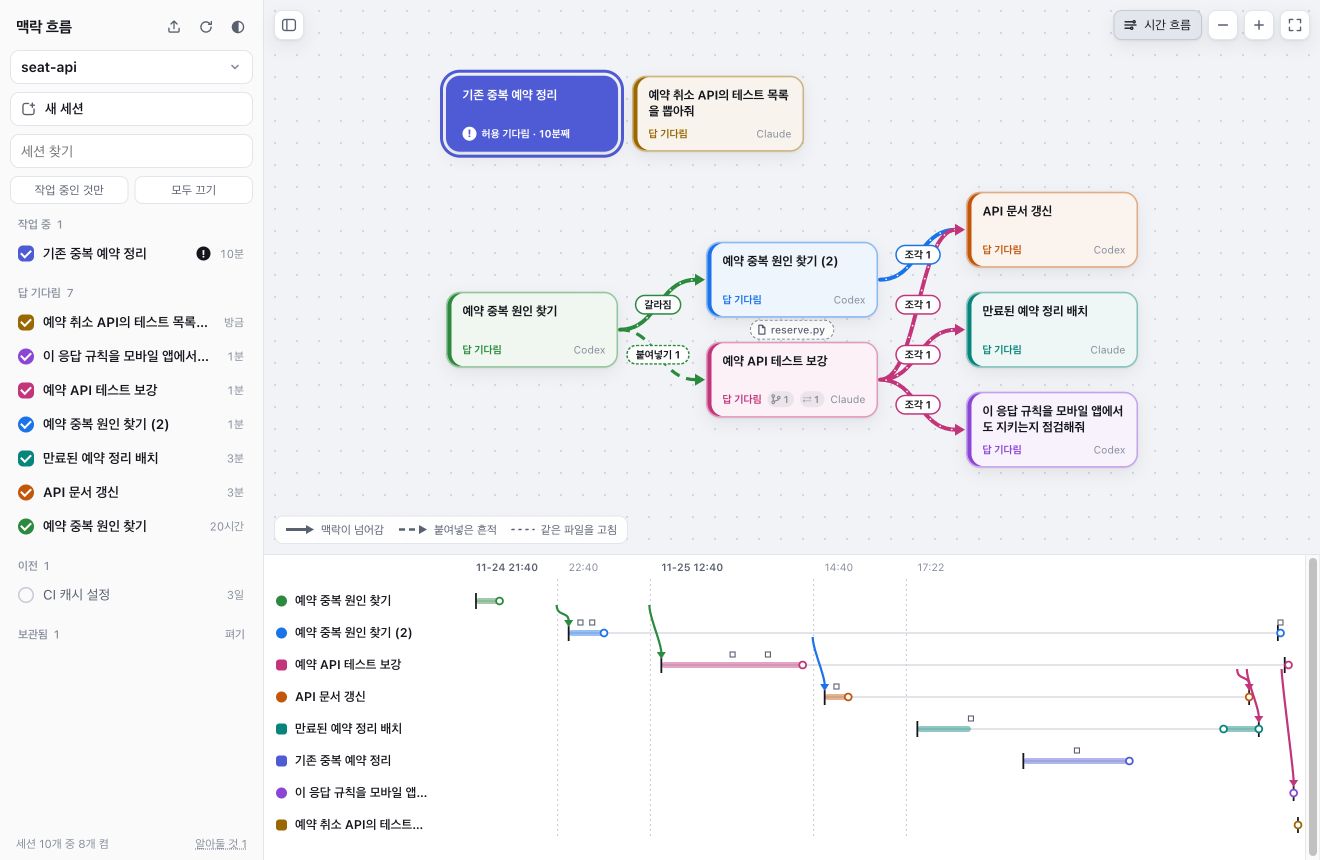 맥락 흐름
seat-api
새 세션
세션 찾기
작업 중인 것만
모두 끄기
작업 중 1
기존 중복 예약 정리
! 10분
답 기다림 7
예약 취소 API의 테스트 목록... 방금
이 응답 규칙을 모바일 앱에서... 1분
예약 API 테스트 보강 1분
예약 중복 원인 찾기 (2) 1분
만료된 예약 정리 배치 3분
API 문서 갱신 3분
예약 중복 원인 찾기 20시간
이전 1
CI 캐시 설정 3일
보관됨 1 펴기
세션 10개 중 8개 켬
알아둘 것 1
시간 흐름
기존 중복 예약 정리
! 허용 기다림 · 10분째
예약 취소 API의 테스트 목록
을 뽑아줘
답 기다림 Claude
예약 중복 원인 찾기
답 기다림 Codex
갈라짐
붙여넣기 1
예약 중복 원인 찾기 (2)
답 기다림 Codex
reserve.py
예약 API 테스트 보강
답 기다림 1 1 Claude
조각 1
조각 1
조각 1
조각 1
API 문서 갱신
답 기다림 Codex
만료된 예약 정리 배치
답 기다림 Claude
이 응답 규칙을 모바일 앱에서
도 지키는지 점검해줘
답 기다림 Codex
맥락이 넘어감
붙여넣은 흔적
같은 파일을 고침
11-24 21:40
22:40
11-25 12:40
14:40
17:22
예약 중복 원인 찾기
예약 중복 원인 찾기 (2)
예약 API 테스트 보강
API 문서 갱신
만료된 예약 정리 배치
기존 중복 예약 정리
이 응답 규칙을 모바일 앱...
예약 취소 API의 테스트...